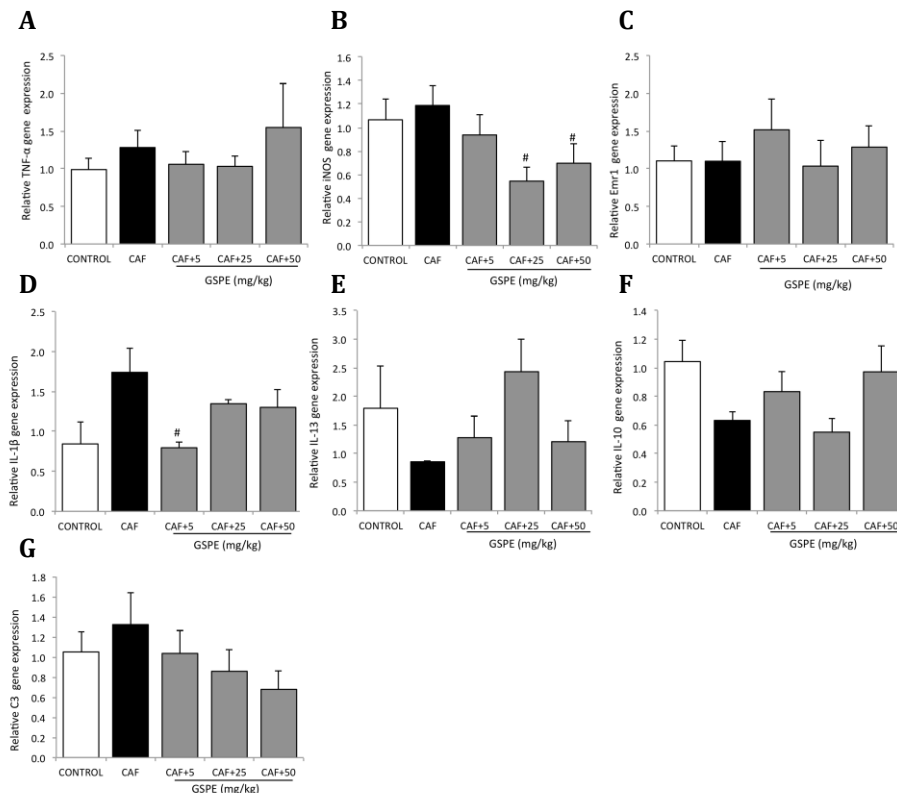 A
Relative TNF-α gene expression
2.5
2.0
1.5
1.0
0.5
0.0
CONTROL CAF CAF+5 CAF+25 CAF+50
GSPE (mg/kg)
B
Relative iNOS gene expression
1.6
1.4
1.2
1.0
0.8
0.6
0.4
0.2
0.0
# #
CONTROL CAF CAF+5 CAF+25 CAF+50
GSPE (mg/kg)
C
Relative Emr1 gene expression
2.5
2.0
1.5
1.0
0.5
0.0
CONTROL CAF CAF+5 CAF+25 CAF+50
GSPE (mg/kg)
D
Relative IL-1β gene expression
2.5
2.0
1.5
1.0
0.5
0.0
#
CONTROL CAF CAF+5 CAF+25 CAF+50
GSPE (mg/kg)
E
Relative IL-13 gene expression
3.5
3.0
2.5
2.0
1.5
1.0
0.5
0.0
CONTROL CAF CAF+5 CAF+25 CAF+50
GSPE (mg/kg)
F
Relative IL-10 gene expression
1.4
1.2
1.0
0.8
0.6
0.4
0.2
0.0
CONTROL CAF CAF+5 CAF+25 CAF+50
GSPE (mg/kg)
G
Relative C3 gene expression
1.8
1.6
1.4
1.2
1.0
0.8
0.6
0.4
0.2
0.0
CONTROL CAF CAF+5 CAF+25 CAF+50
GSPE (mg/kg)